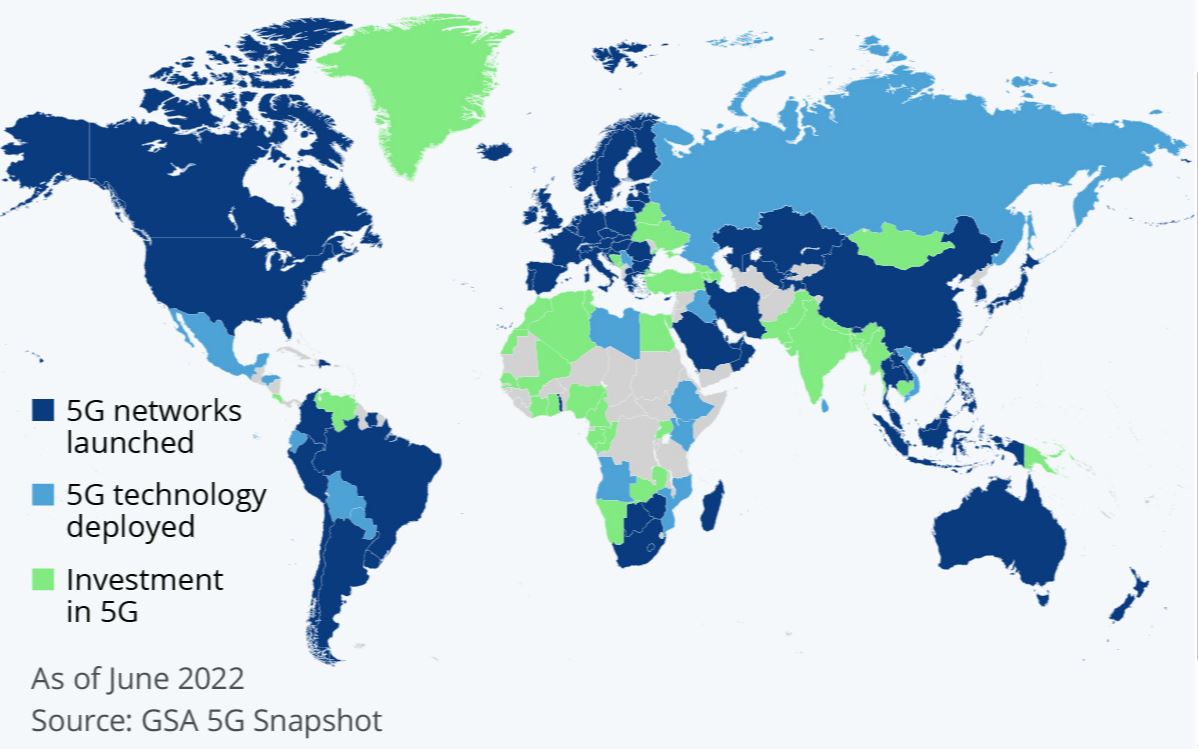 5G networks
launched
5G technology
deployed
Investment
in 5G
As of June 2022
Source: GSA 5G Snapshot